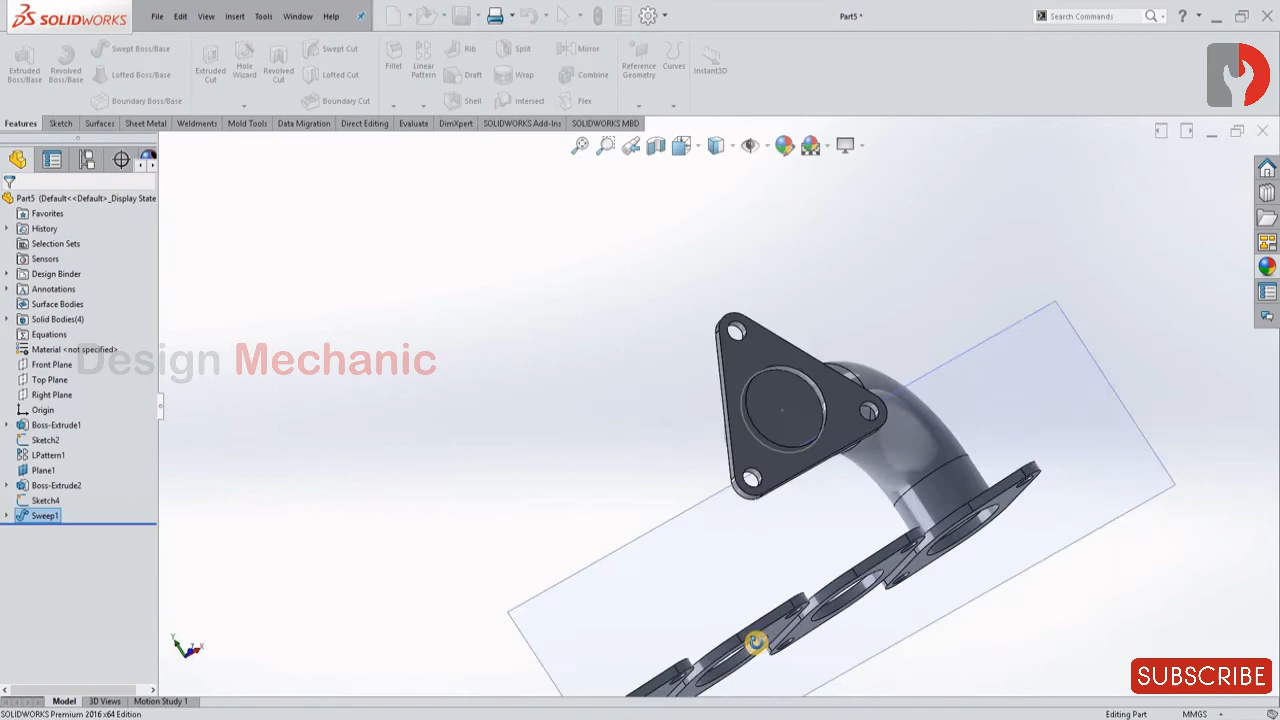 SOLIDWORKS
File Edit View Insert Tools Window Help
Part5 *
Search Commands
Extruded Boss/Base
Revolved Boss/Base
Swept Boss/Base
Lofted Boss/Base
Boundary Boss/Base
Extruded Cut
Hole Wizard
Revolved Cut
Swept Cut
Lofted Cut
Boundary Cut
Fillet
Linear Pattern
Rib
Draft
Shell
Split
Wrap
Intersect
Mirror
Combine
Flex
Reference Geometry
Curves
Instant3D
Features Sketch Surfaces Sheet Metal Weldments Mold Tools Data Migration Direct Editing Evaluate DimXpert SOLIDWORKS Add-Ins SOLIDWORKS MBD
Part5 (Default<<Default>_Display State
Favorites
History
Selection Sets
Sensors
Design Binder
Annotations
Surface Bodies
Solid Bodies(4)
Equations
Material <not specified>
Front Plane
Top Plane
Right Plane
Origin
Boss-Extrude1
Sketch2
LPattern1
Plane1
Boss-Extrude2
Sketch4
Sweep1
Design Mechanic
Y
X
Z
SUBSCRIBE
Model 3D Views Motion Study 1
SOLIDWORKS Premium 2016 x64 Edition
Editing Part
MMGS